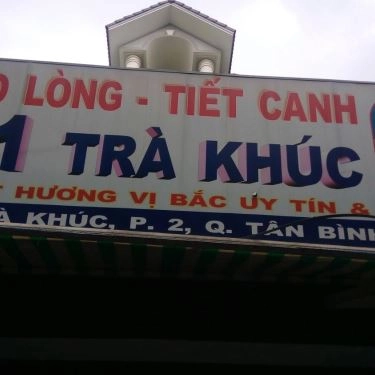 LÒNG - TIẾT CANH
1 TRÀ KHÚC
HƯƠNG VỊ BẮC UY TÍN &
KHÚC, P. 2, Q. TÂN BÌNH